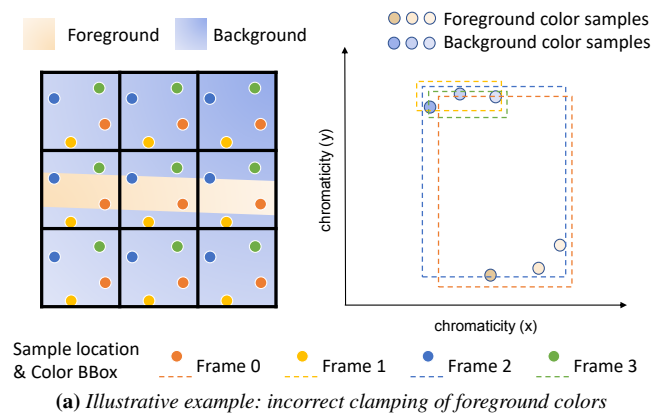 Foreground Background
Foreground color samples
Background color samples
chromaticity (y)
chromaticity (x)
Sample location
& Color BBox
Frame 0 Frame 1 Frame 2 Frame 3
(a) Illustrative example: incorrect clamping of foreground colors